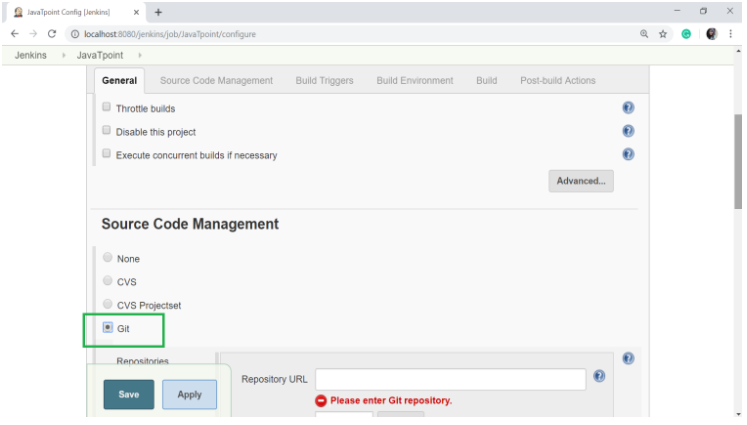 JavaTpoint Config [Jenkins]
localhost:8080/jenkins/job/JavaTpoint/configure
Jenkins JavaTpoint
General Source Code Management Build Triggers Build Environment Build Post-build Actions
Throttle builds
Disable this project
Execute concurrent builds if necessary
Advanced...
Source Code Management
None
CVS
CVS Projectset
Git
Repositories
Repository URL
Please enter Git repository.
Save Apply